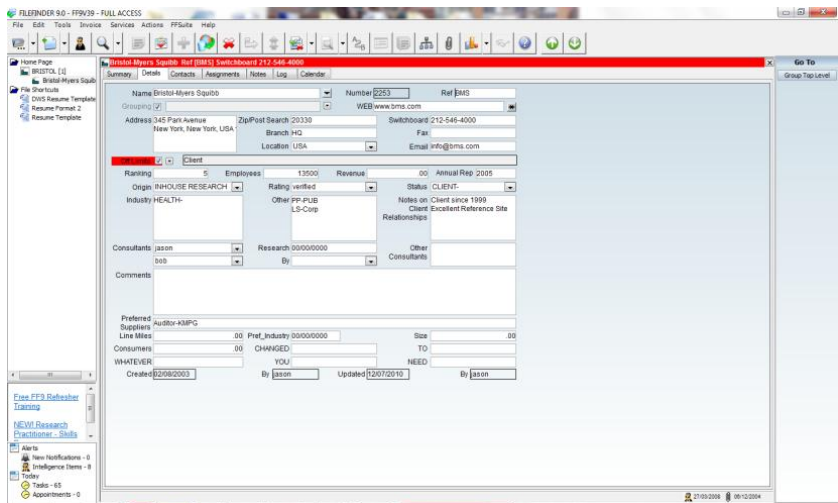 FILEFINDER 9.0 - FF9V39 - FULL ACCESS
File Edit Tools Invoice Services Actions FFSuite Help
Home Page
BRISTOL [1]
Bristol-Myers Squib
File Shortcuts
DWS Resume Template
Resume Format 2
Resume Template
Bristol-Myers Squibb Ref [BMS] Switchboard 212-546-4000
Summary Details Contacts Assignments Notes Log Calendar
Name Bristol-Myers Squibb Number 2253 Ref BMS
Grouping WEB www.bms.com
Address 345 Park Avenue Zip/Post Search 20330 Switchboard 212-546-4000
New York, New York, USA Branch HQ Fax
Location USA Email info@bms.com
Off Limits Client
Ranking 5 Employees 13500 Revenue .00 Annual Rep 2005
Origin INHOUSE RESEARCH Rating verified Status CLIENT-
Industry HEALTH- Other PP-PUB Notes on Client since 1999
LS-Corp Client Excellent Reference Site
Relationships
Consultants jason Research 00/00/0000 Other
bob By Consultants
Comments
Preferred
Suppliers Auditor-KMPG
Line Miles .00 Pref_Industry 00/00/0000 Size .00
Consumers .00 CHANGED TO
WHATEVER YOU NEED
Created 02/08/2003 By jason Updated 12/07/2010 By jason
Go To
Group Top Level
Free FF9 Refresher
Training
NEW! Research
Practitioner - Skills
Alerts
New Notifications - 0
Intelligence Items - 8
Today
Tasks - 65
Appointments - 0
27/03/2008 09/12/2004